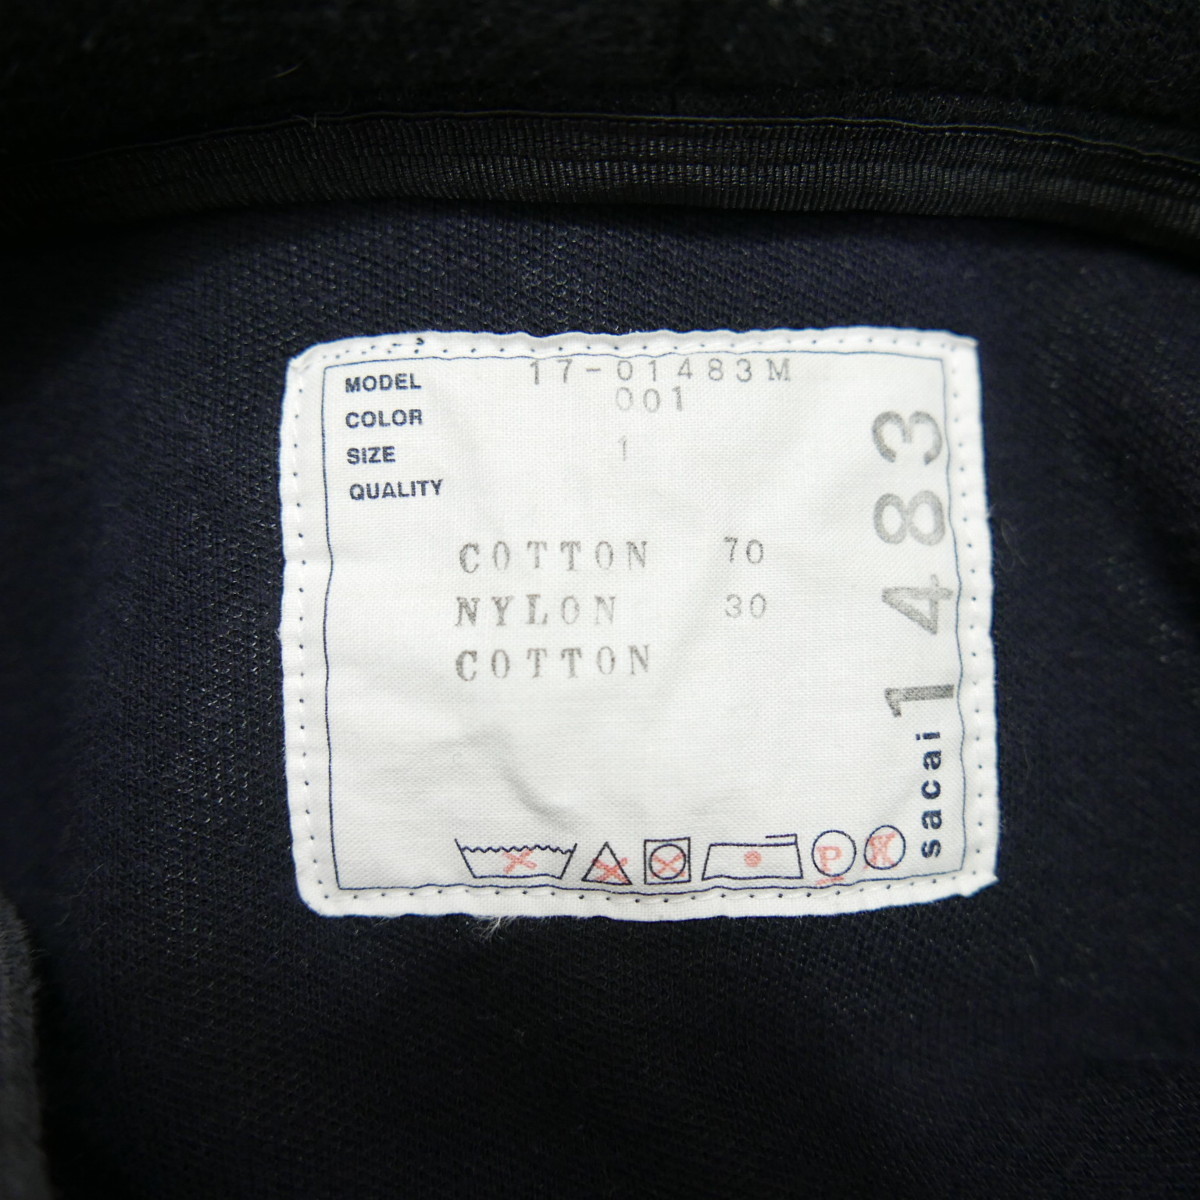 MODEL 17-01483M
COLOR 001
SIZE 1
QUALITY
COTTON 70
NYLON 30
COTTON
P
sacai 1483